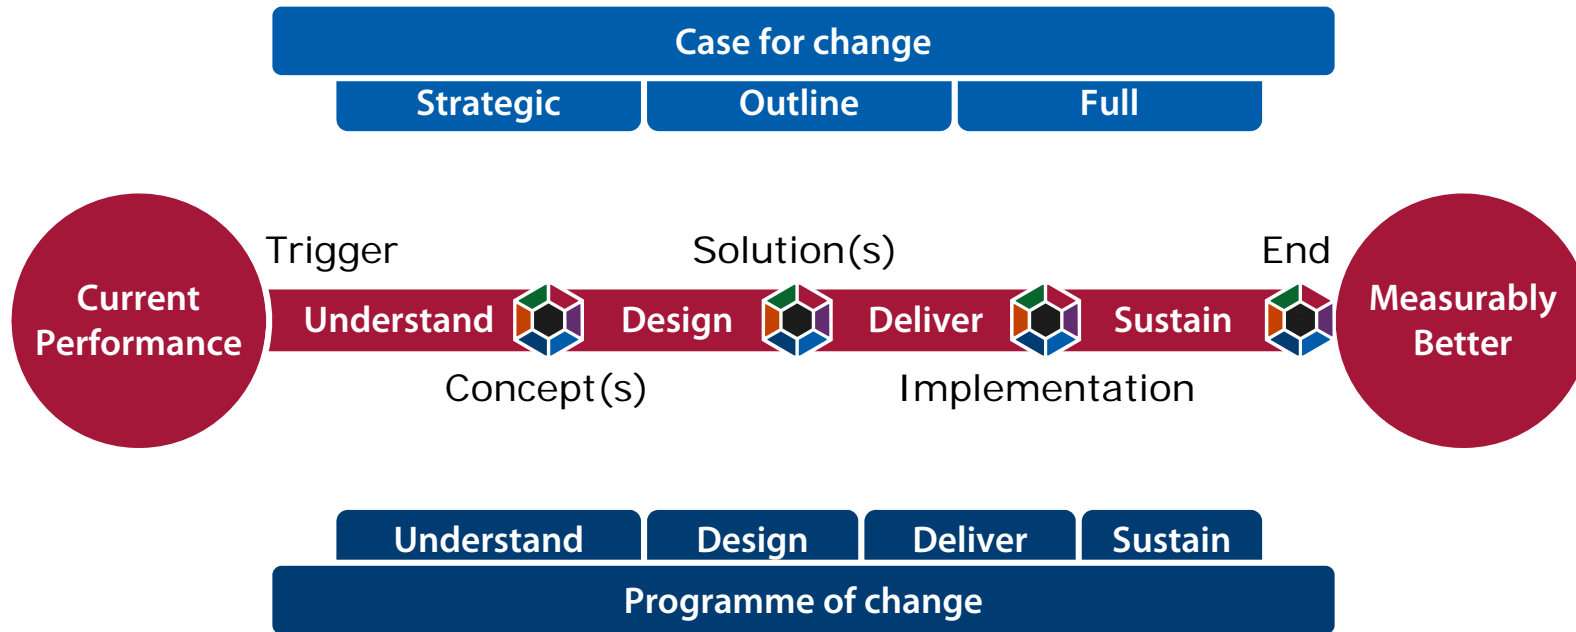 Case for change
Strategic Outline Full
Trigger Solution(s) End
Current
Performance
Understand Design Deliver Sustain
Measurably
Better
Concept(s) Implementation
Understand Design Deliver Sustain
Programme of change